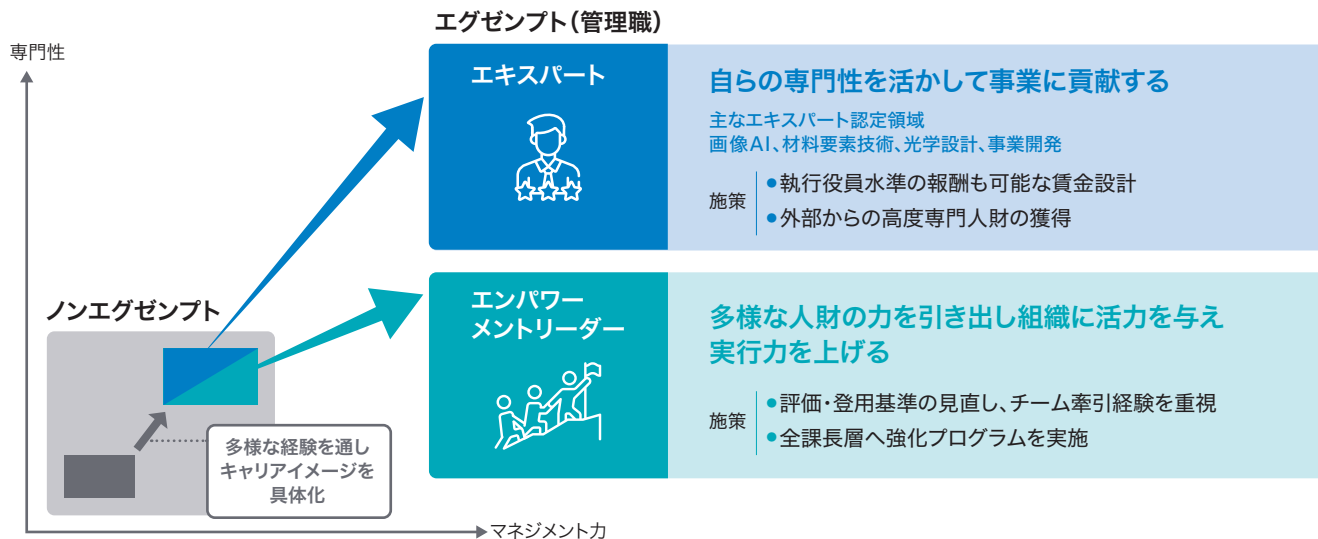 エグゼンプト（管理職）
専門性
エキスパート
自らの専門性を活かして事業に貢献する
主なエキスパート認定領域
画像AI、材料要素技術、光学設計、事業開発
施策
●執行役員水準の報酬も可能な賃金設計
●外部からの高度専門人財の獲得
ノンエグゼンプト
エンパワー
メントリーダー
多様な人財の力を引き出し組織に活力を与え
実行力を上げる
施策
●評価・登用基準の見直し、チーム牽引経験を重視
●全課長層へ強化プログラムを実施
多様な経験を通し
キャリアイメージを
具体化
マネジメント力